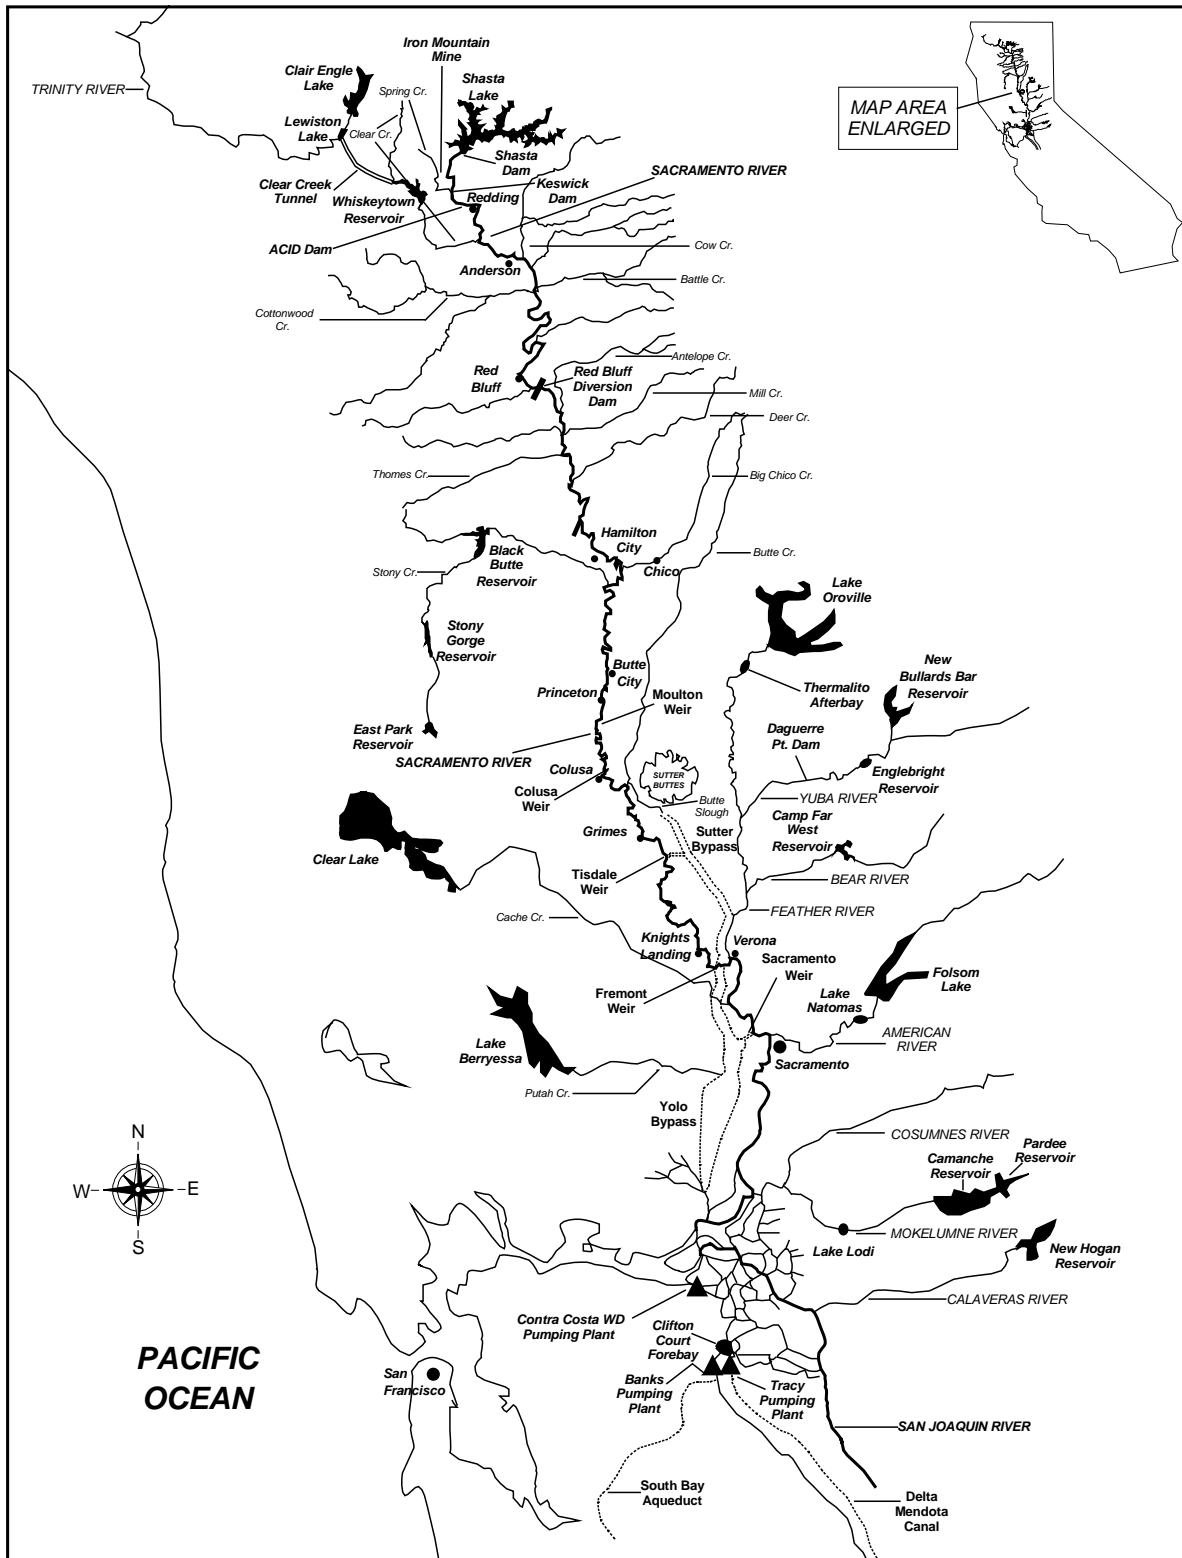 Iron Mountain
Mine
Clair Engle
Lake
Shasta
Lake
TRINITY RIVER
Spring Cr.
MAP AREA
ENLARGED
Lewiston
Lake
Clear Cr.
Shasta
Dam
SACRAMENTO RIVER
Clear Creek
Tunnel
Keswick
Dam
Whiskeytown
Reservoir
Redding
ACID Dam
Cow Cr.
Anderson
Battle Cr.
Cottonwood
Cr.
Antelope Cr.
Red
Bluff
Red Bluff
Diversion
Dam
Mill Cr.
Deer Cr.
Thomes Cr.
Big Chico Cr.
Hamilton
City
Black
Butte
Reservoir
Butte Cr.
Stony Cr.
Chico
Lake
Oroville
Stony
Gorge
Reservoir
New
Bullards Bar
Reservoir
Butte
City
Thermalito
Afterbay
Princeton
Moulton
Weir
East Park
Reservoir
Daguerre
Pt. Dam
SACRAMENTO RIVER
Colusa
SUTTER
BUTTES
Englebright
Reservoir
Colusa
Weir
YUBA RIVER
Butte
Slough
Camp Far
West
Reservoir
Grimes
Sutter
Bypass
Clear Lake
Tisdale
Weir
BEAR RIVER
Cache Cr.
FEATHER RIVER
Knights
Landing
Verona
Sacramento
Weir
Fremont
Weir
Lake
Natomas
Folsom
Lake
Lake
Berryessa
AMERICAN
RIVER
Sacramento
Putah Cr.
Yolo
Bypass
COSUMNES RIVER
N
W
E
S
Camanche
Reservoir
Pardee
Reservoir
MOKELUMNE RIVER
Lake Lodi
New Hogan
Reservoir
CALAVERAS RIVER
Contra Costa WD
Pumping Plant
Clifton
Court
Forebay
PACIFIC
OCEAN
San
Francisco
Banks
Pumping
Plant
Tracy
Pumping
Plant
SAN JOAQUIN RIVER
South Bay
Aqueduct
Delta
Mendota
Canal